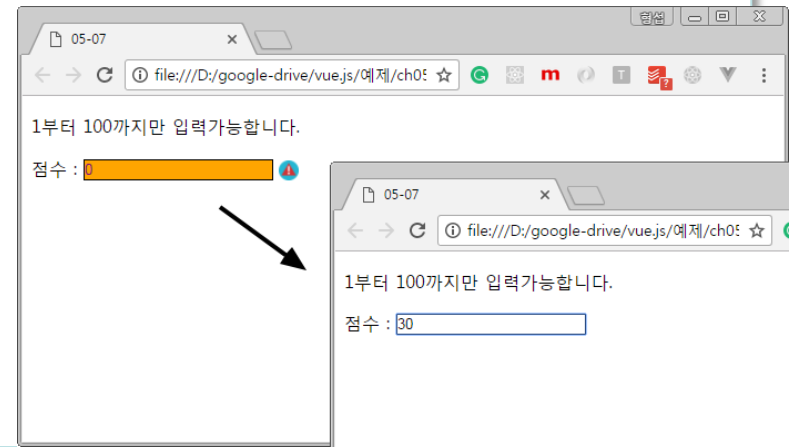 형섭
05-07
file:///D:/google-drive/vue.js/예제/ch05
m
T
?
1부터 100까지만 입력가능합니다.
점수 : 0
05-07
file:///D:/google-drive/vue.js/예제/ch05
1부터 100까지만 입력가능합니다.
점수 : 30